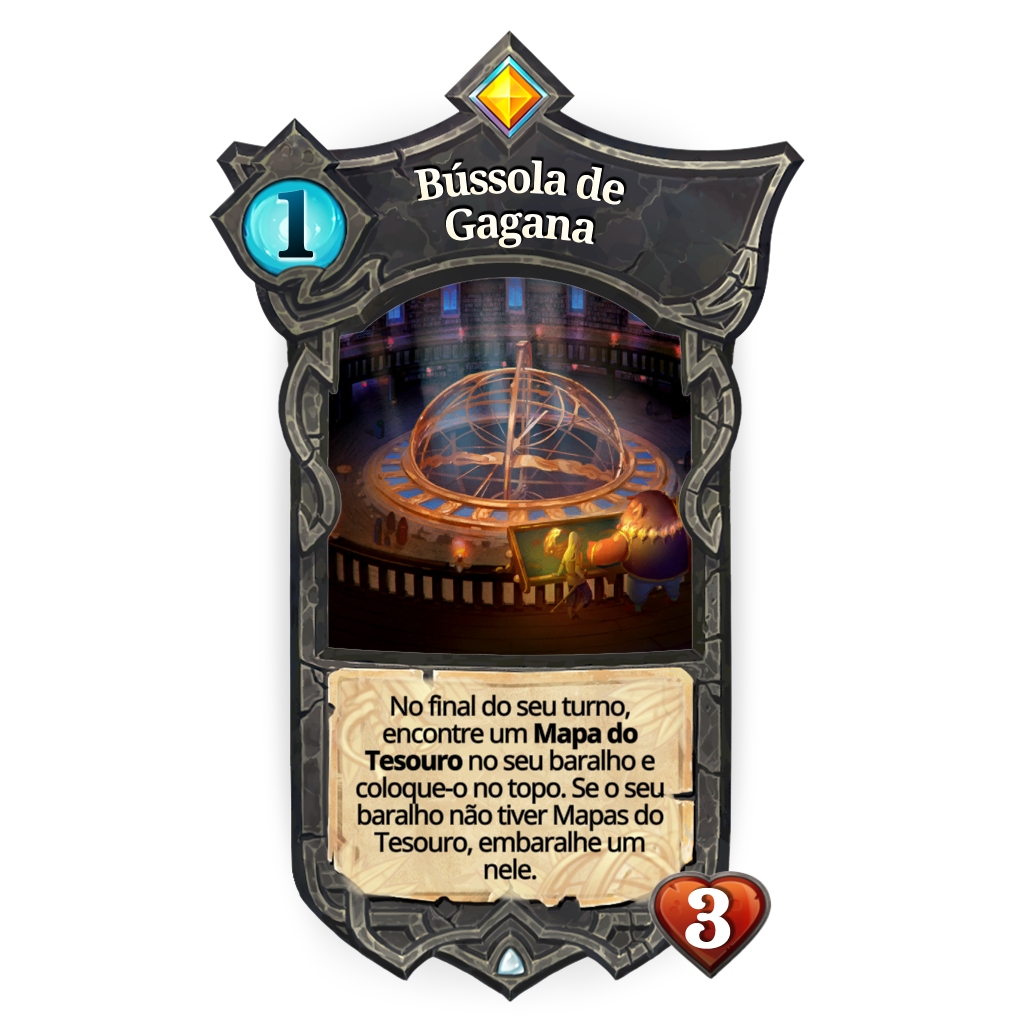 1
Bússola de
Gagana
No final do seu turno,
encontre um Mapa do
Tesouro no seu baralho e
coloque-o no topo. Se o seu
baralho não tiver Mapas do
Tesouro, embaralhe um
nele.
3